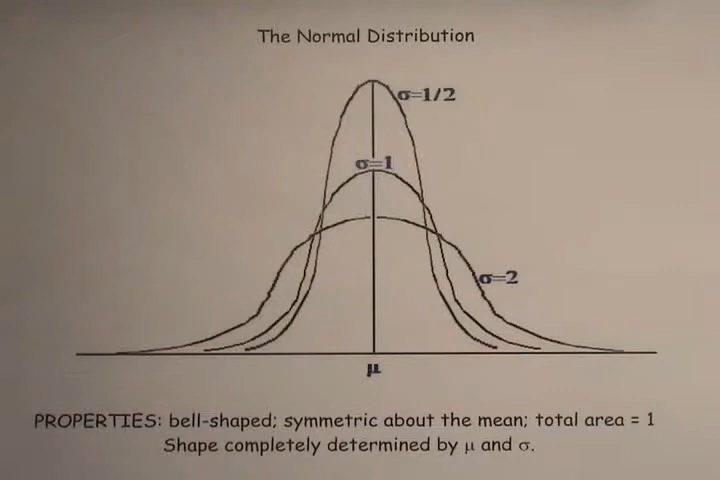 The Normal Distribution
σ=1/2
σ=1
σ=2
μ
PROPERTIES: bell-shaped; symmetric about the mean; total area = 1
Shape completely determined by μ and σ.